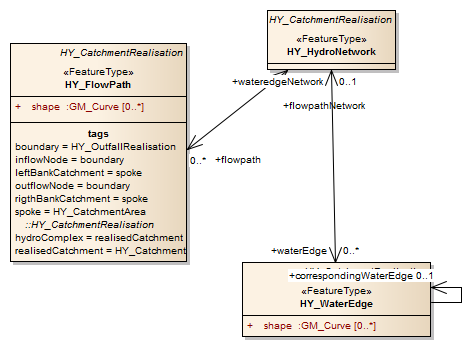 HY_CatchmentRealisation
«FeatureType»
HY_FlowPath
+ shape :GM_Curve [0..*]
tags
boundary = HY_OutfallRealisation
inflowNode = boundary
leftBankCatchment = spoke
outflowNode = boundary
rigthBankCatchment = spoke
spoke = HY_CatchmentArea
::HY_CatchmentRealisation
hydroComplex = realisedCatchment
realisedCatchment = HY_Catchment
HY_CatchmentRealisation
«FeatureType»
HY_HydroNetwork
+wateredgeNetwork
0..1
+flowpathNetwork
0..*
+flowpath
+waterEdge
0..*
+correspondingWaterEdge 0..1
«FeatureType»
HY_WaterEdge
+ shape :GM_Curve [0..*]